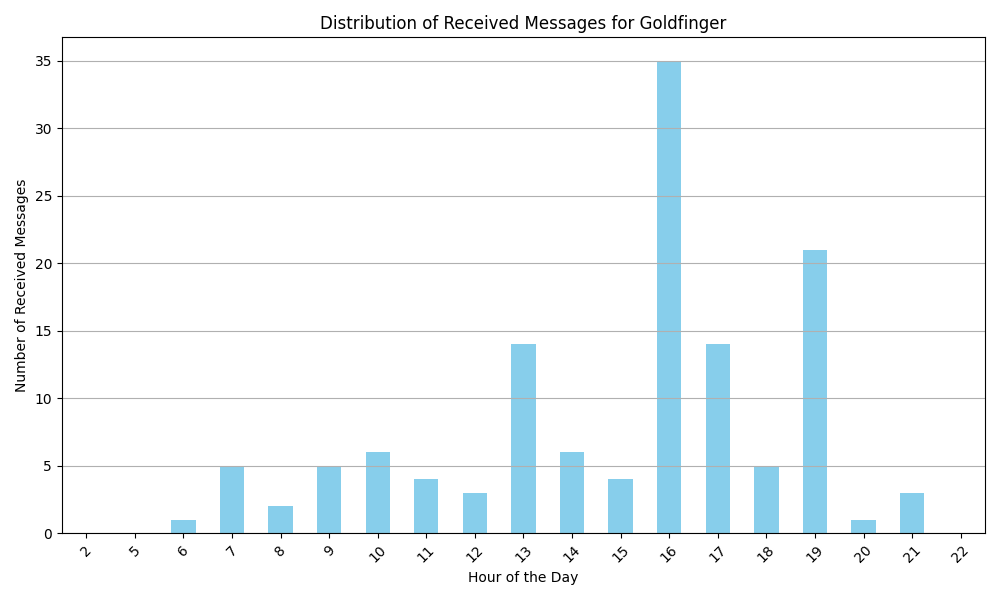 Distribution of Received Messages for Goldfinger
Number of Received Messages
35
30
25
20
15
10
5
0
2 5 6 7 8 9 10 11 12 13 14 15 16 17 18 19 20 21 22
Hour of the Day